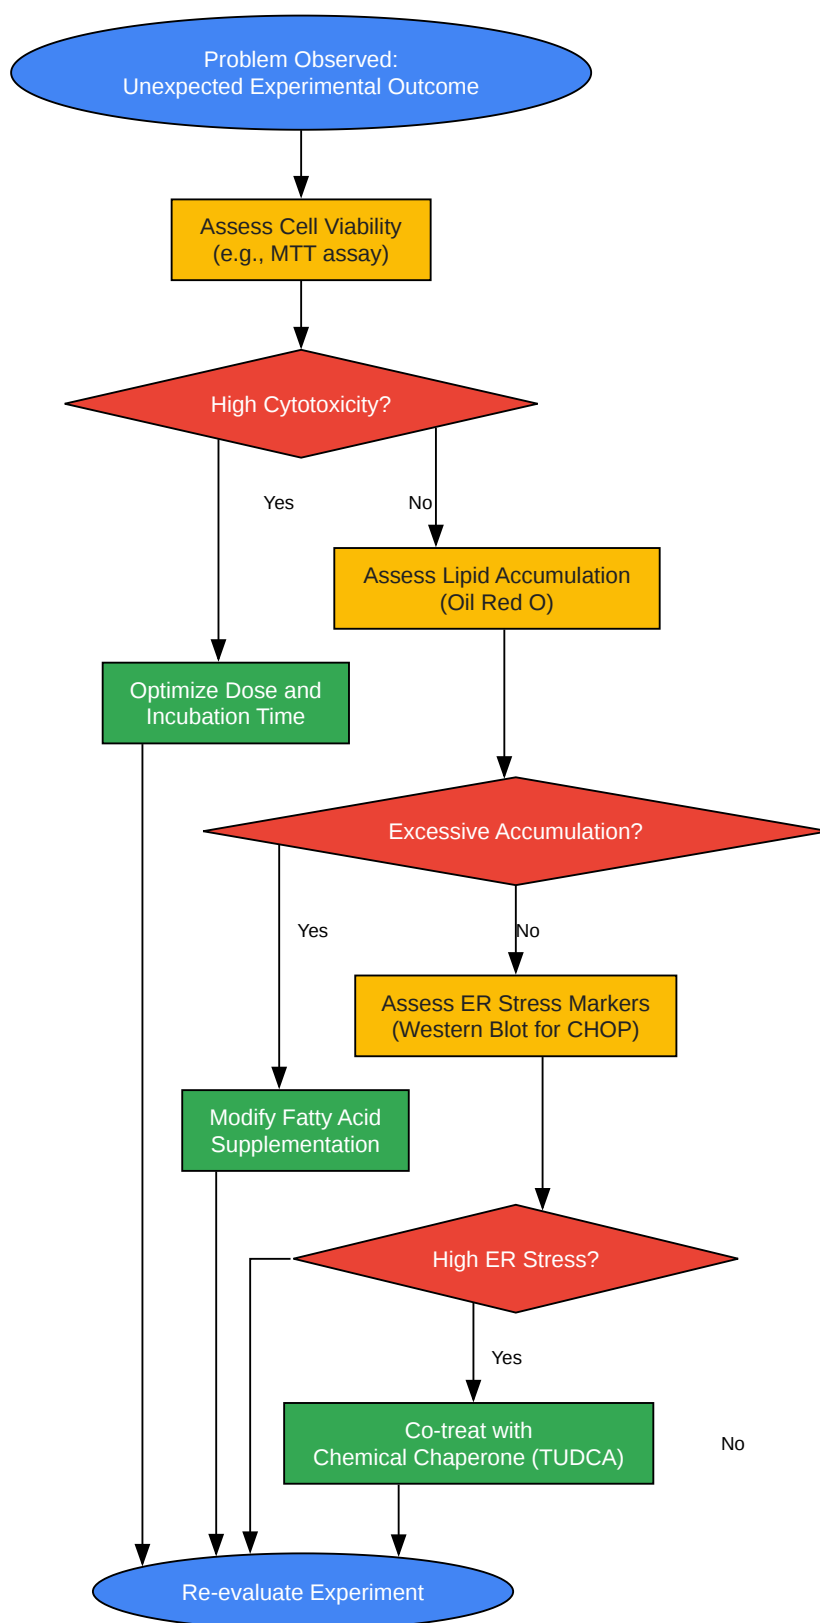 Problem Observed:
Unexpected Experimental Outcome
Assess Cell Viability
(e.g., MTT assay)
High Cytotoxicity?
Yes
No
Assess Lipid Accumulation
(Oil Red O)
Optimize Dose and
Incubation Time
Excessive Accumulation?
Yes
No
Assess ER Stress Markers
(Western Blot for CHOP)
Modify Fatty Acid
Supplementation
High ER Stress?
Yes
Co-treat with
Chemical Chaperone (TUDCA)
No
Re-evaluate Experiment